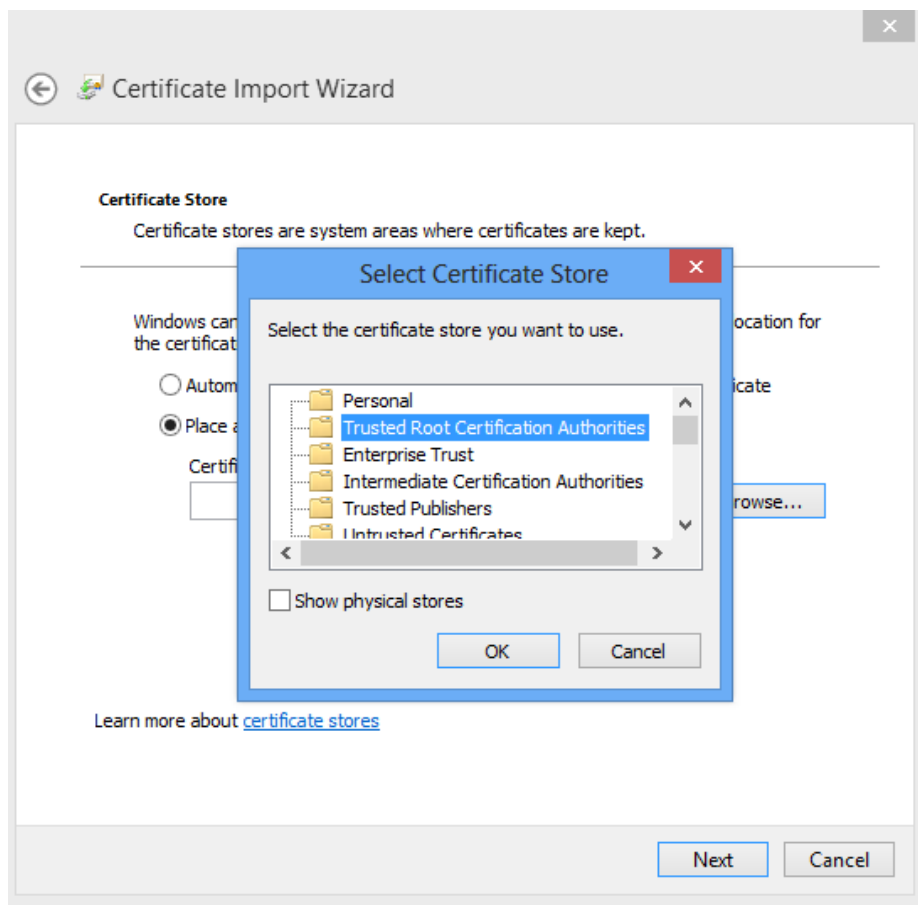 Certificate Import Wizard
Certificate Store
Certificate stores are system areas where certificates are kept.
Select Certificate Store
Windows can
ocation for
the certificat
Select the certificate store you want to use.
Autom
icate
Place a
Certifi
rowse...
Personal
Trusted Root Certification Authorities
Enterprise Trust
Intermediate Certification Authorities
Trusted Publishers
Untrusted Certificates
Show physical stores
OK Cancel
Learn more about certificate stores
Next Cancel